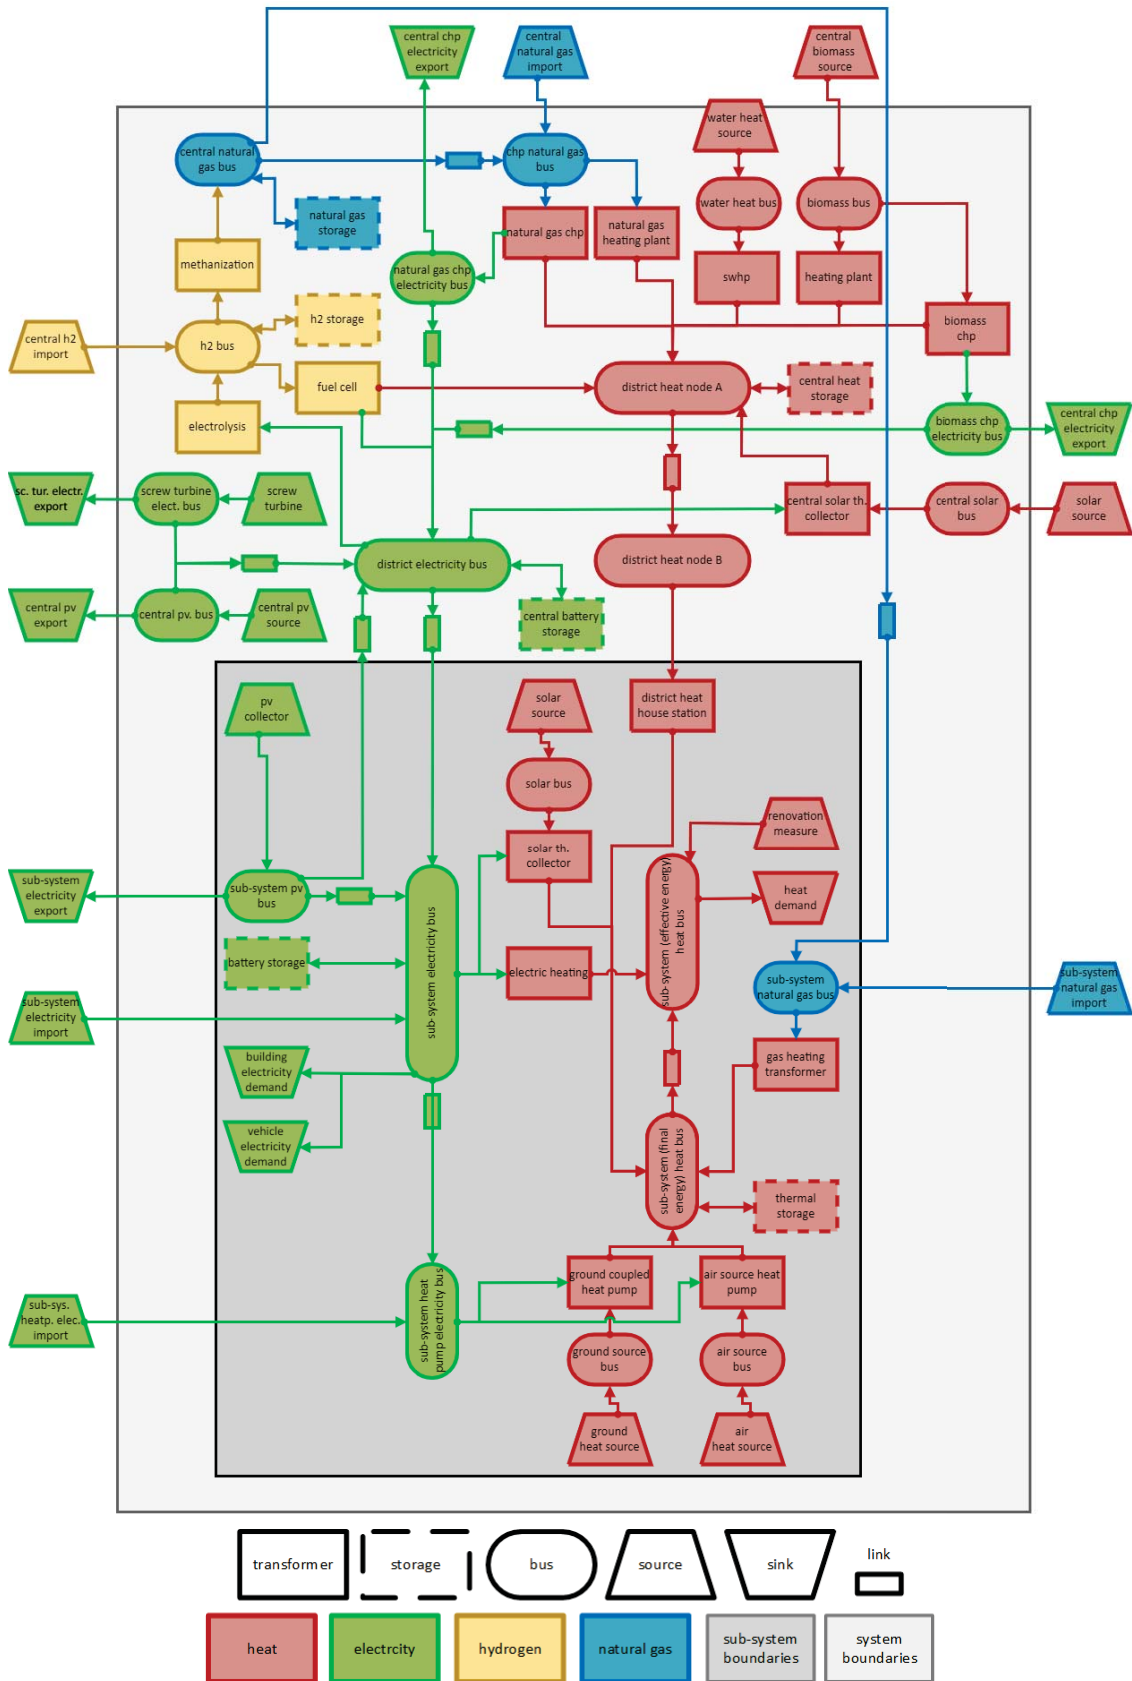 central chp
electricity
export
central
natural gas
import
central
biomass
source
water heat
source
central natural
gas bus
chp natural gas
bus
water heat bus
biomass bus
natural gas
storage
natural gas chp
natural gas
heating plant
methanization
natural gas chp
electricity bus
swhp
heating plant
h2 storage
central h2
import
h2 bus
biomass
chp
fuel cell
district heat node A
central heat
storage
electrolysis
biomass chp
electricity bus
central chp
electricity
export
sc. tur. electr.
export
screw turbine
elect. bus
screw
turbine
central solar th.
collector
central solar
bus
solar
source
district electricity bus
district heat node B
central pv
export
central pv. bus
central pv
source
central battery
storage
pv
collector
solar
source
district heat
house station
solar bus
renovation
measure
solar th.
collector
sub-system
electricity
export
sub-system pv
bus
heat
demand
sub-system electricity bus
sub-system (effective energy)
heat bus
battery storage
electric heating
sub-system
natural gas bus
sub-system
natural gas
import
sub-system
electricity
import
building
electricity
demand
gas heating
transformer
vehicle
electricity
demand
sub-system (final
energy) heat bus
thermal
storage
ground coupled
heat pump
air source heat
pump
sub-sys.
heatp. elec.
import
sub-system heat
pump electricity bus
ground source
bus
air source
bus
ground
heat source
air
heat source
transformer
storage
bus
source
sink
link
heat
electrcity
hydrogen
natural gas
sub-system
boundaries
system
boundaries